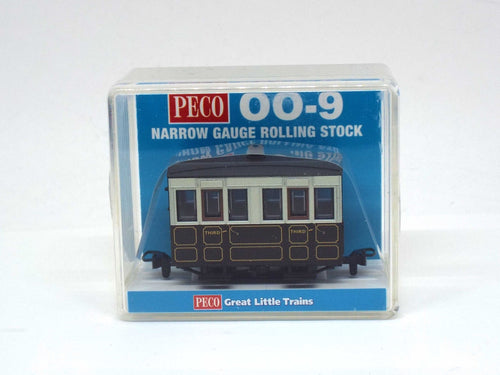 PECO OO-9
NARROW GAUGE ROLLING STOCK
THIRD THIRD
PECO Great Little Trains